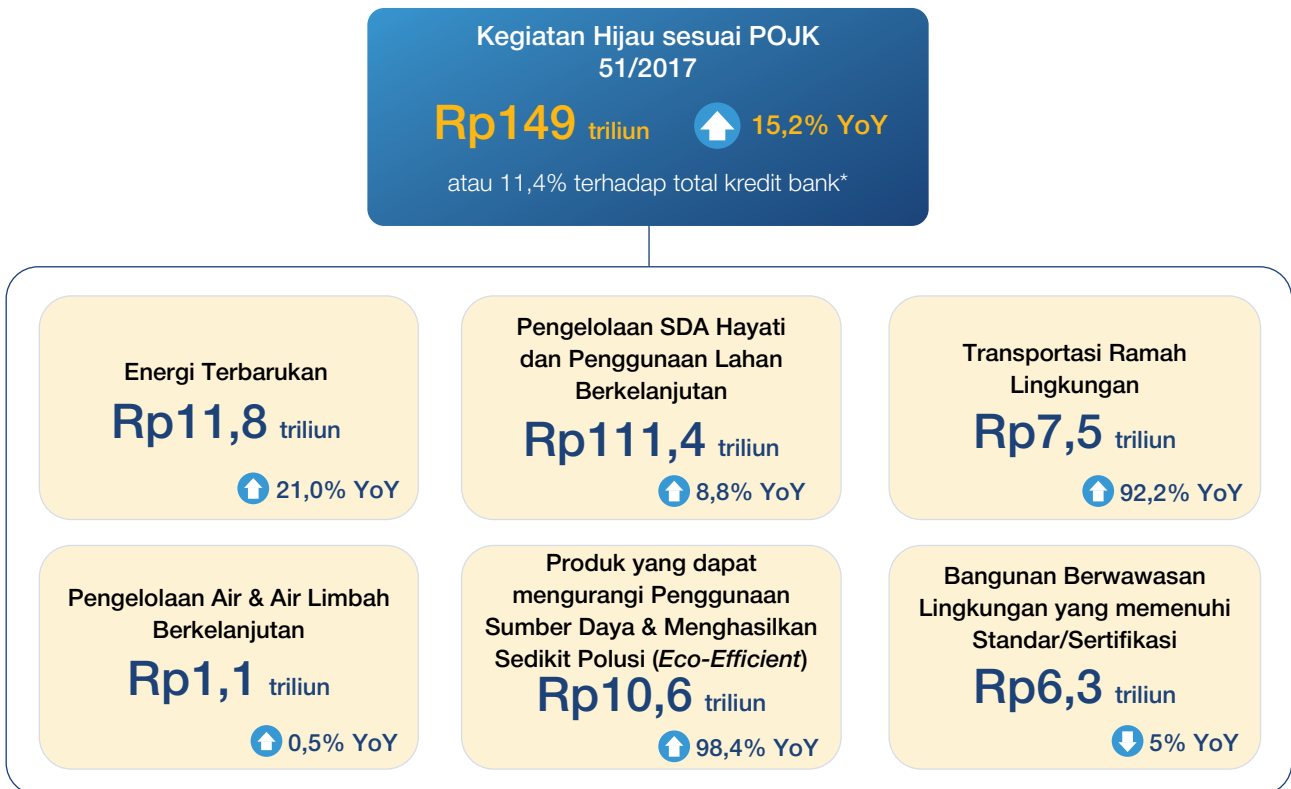 Kegiatan Hijau sesuai POJK
51/2017
Rp149 triliun
15,2% YoY
atau 11,4% terhadap total kredit bank*
Energi Terbarukan
Rp11,8 triliun
21,0% YoY
Pengelolaan SDA Hayati
dan Penggunaan Lahan
Berkelanjutan
Rp111,4 triliun
8,8% YoY
Transportasi Ramah
Lingkungan
Rp7,5 triliun
92,2% YoY
Pengelolaan Air & Air Limbah
Berkelanjutan
Rp1,1 triliun
0,5% YoY
Produk yang dapat
mengurangi Penggunaan
Sumber Daya & Menghasilkan
Sedikit Polusi (Eco-Efficient)
Rp10,6 triliun
98,4% YoY
Bangunan Berwawasan
Lingkungan yang memenuhi
Standar/Sertifikasi
Rp6,3 triliun
5% YoY